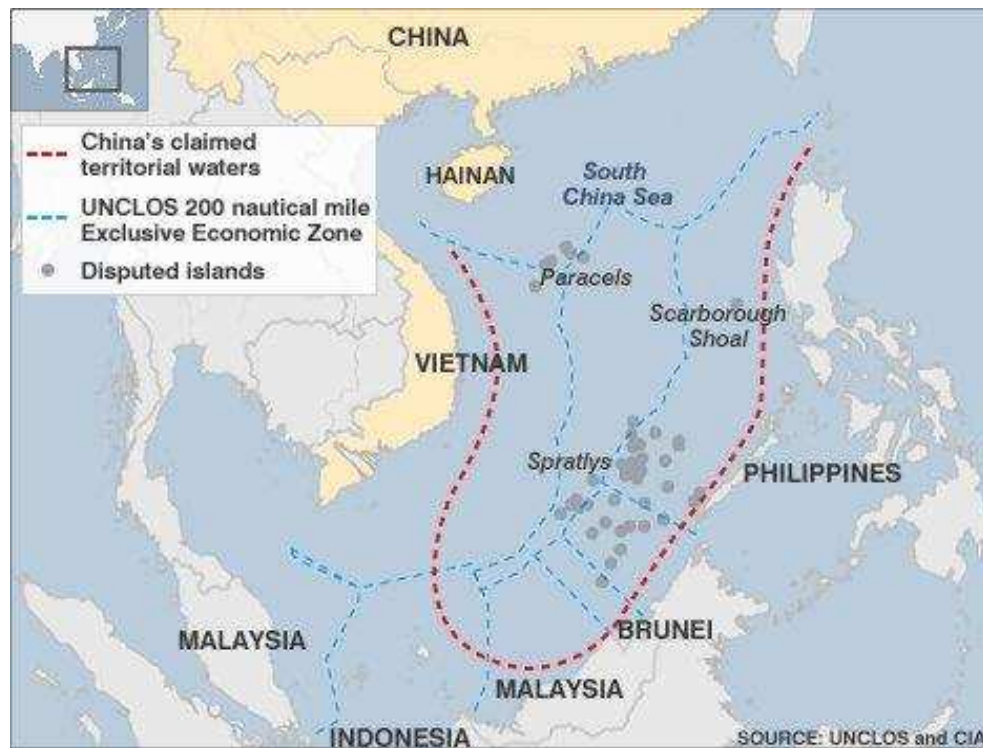 CHINA
China's claimed
territorial waters
UNCLOS 200 nautical mile
Exclusive Economic Zone
Disputed islands
HAINAN
South
China Sea
Paracels
Scarborough
Shoal
VIETNAM
Spratlys
PHILIPPINES
MALAYSIA
BRUNEI
MALAYSIA
INDONESIA
SOURCE: UNCLOS and CIA